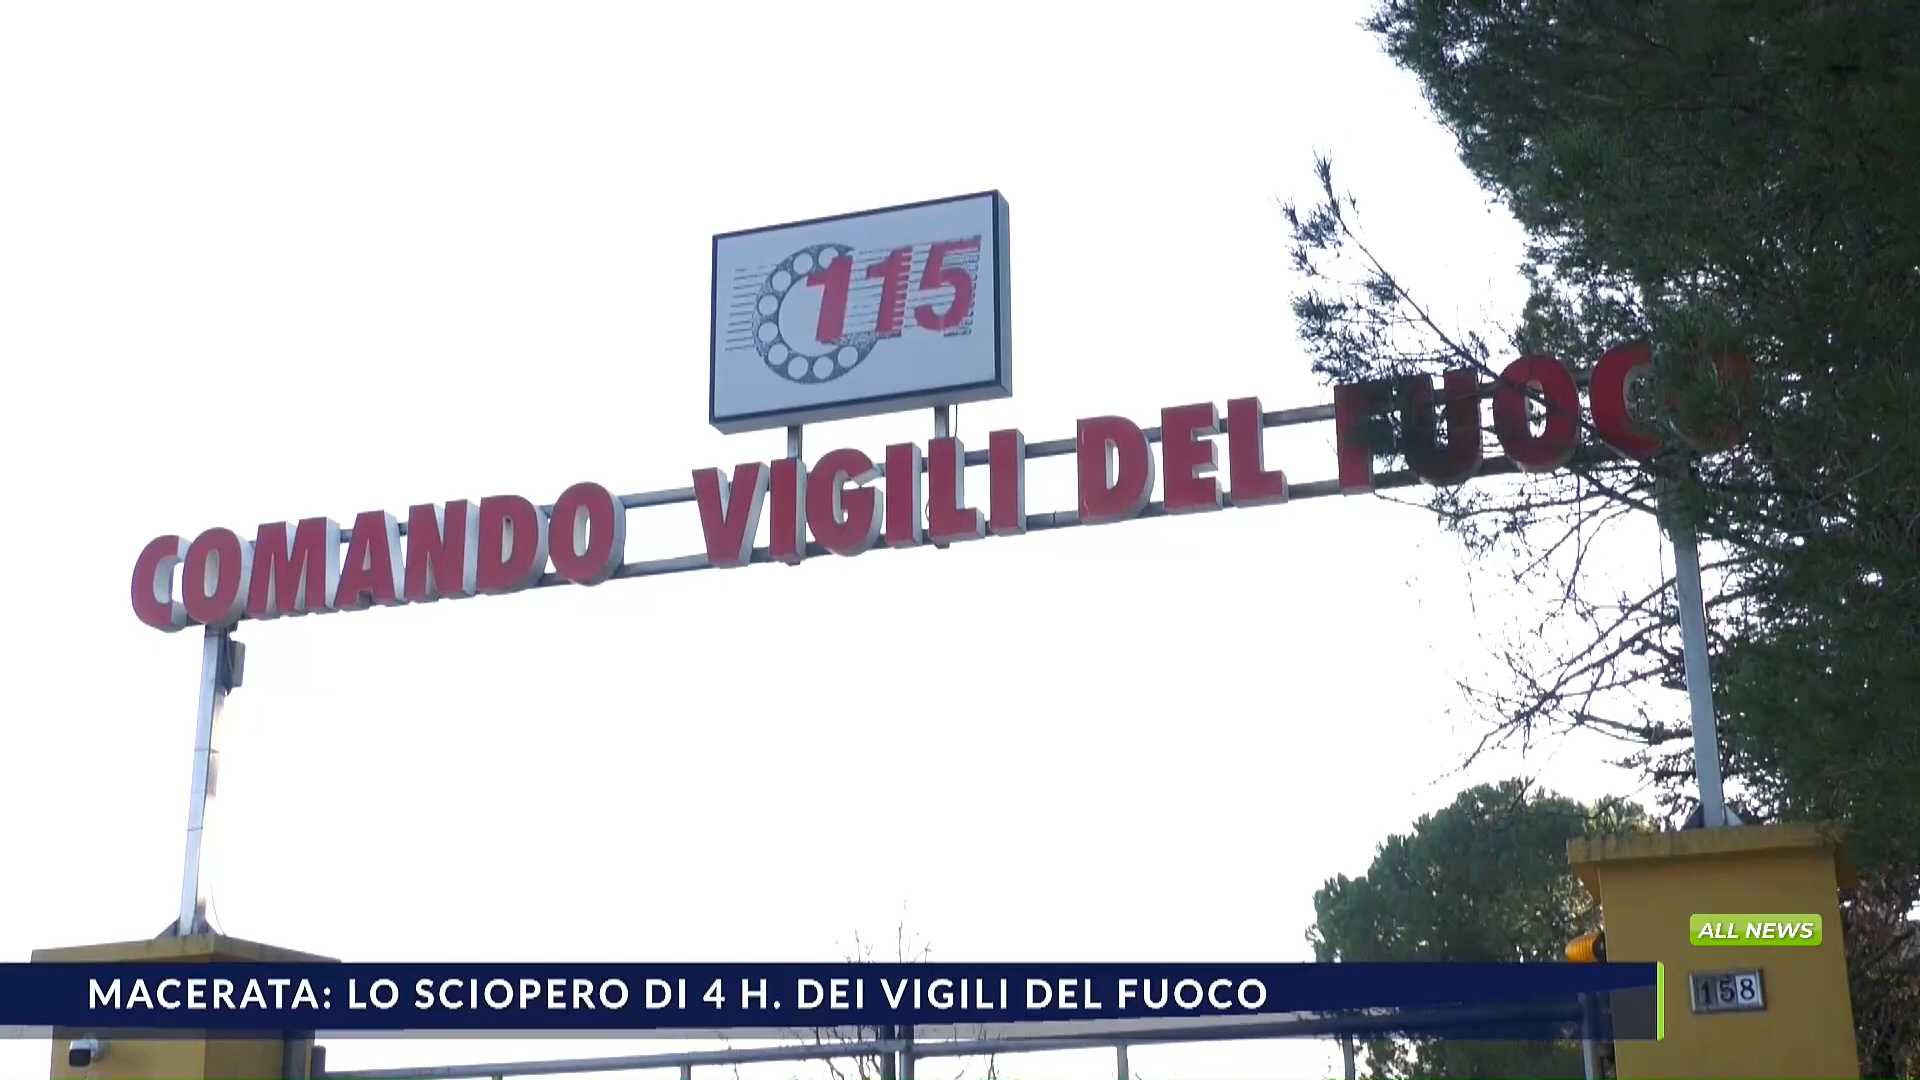 115
COMANDO VIGILI DEL FUOCO
ALL NEWS
MACERATA: LO SCIOPERO DI 4 H. DEI VIGILI DEL FUOCO
158